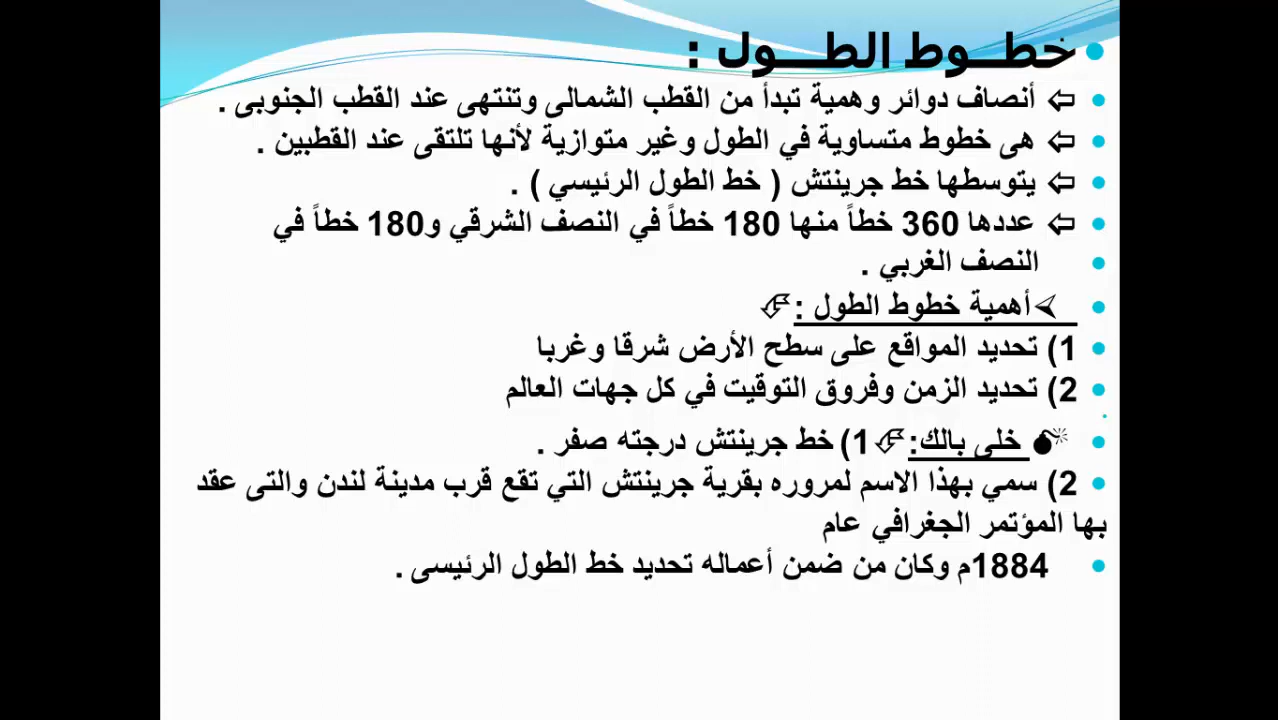 خطـــوط الطــــول :
أنصاف دوائر وهمية تبدأ من القطب الشمالى وتنتهى عند القطب الجنوبى .
هى خطوط متساوية في الطول وغير متوازية لأنها تلتقى عند القطبين .
يتوسطها خط جرينتش ( خط الطول الرئيسي ) .
عددها 360 خطاً منها 180 خطاً في النصف الشرقي و180 خطاً في
النصف الغربي .
أهمية خطوط الطول :
1) تحديد المواقع على سطح الأرض شرقا وغربا
2) تحديد الزمن وفروق التوقيت في كل جهات العالم
خلى بالك: 1) خط جرينتش درجته صفر .
2) سمي بهذا الاسم لمروره بقرية جرينتش التي تقع قرب مدينة لندن والتى عقد
بها المؤتمر الجغرافي عام
1884م وكان من ضمن أعماله تحديد خط الطول الرئيسى .